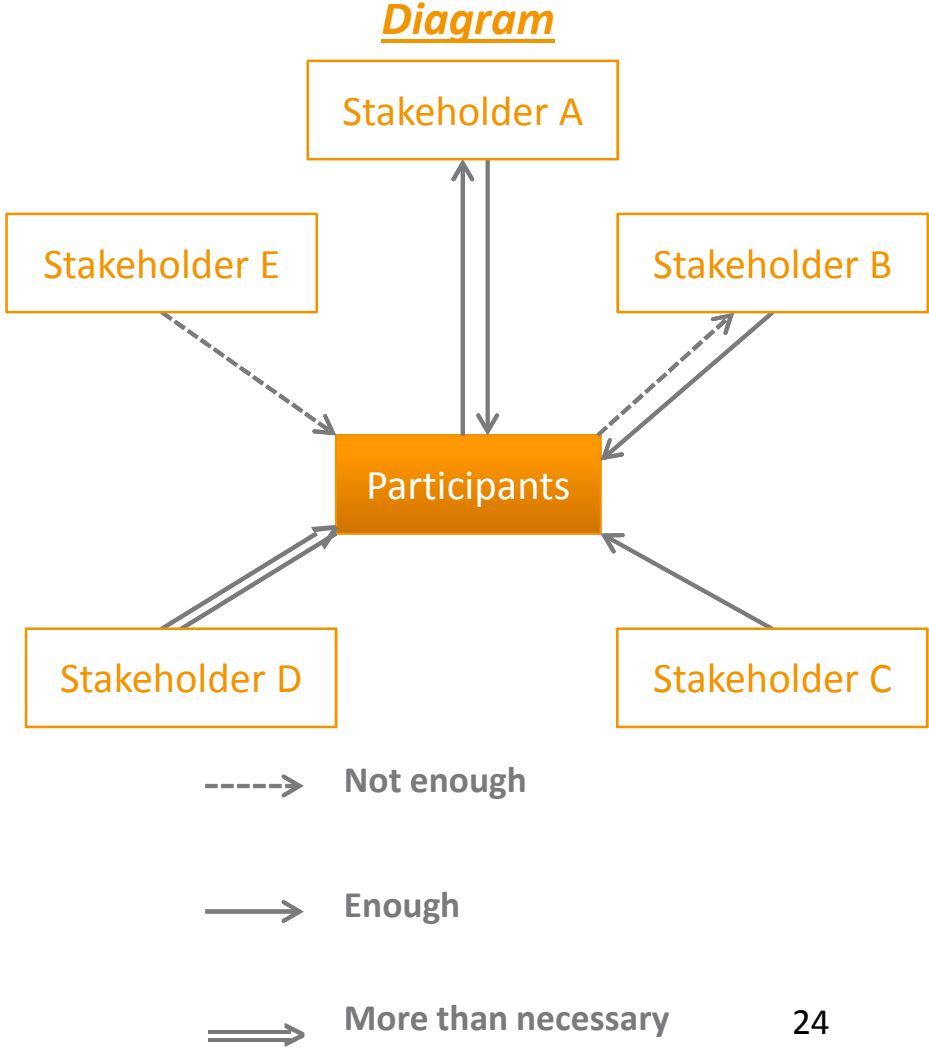 Diagram
Stakeholder A
Stakeholder E
Stakeholder B
Participants
Stakeholder D
Stakeholder C
Not enough
Enough
More than necessary
24